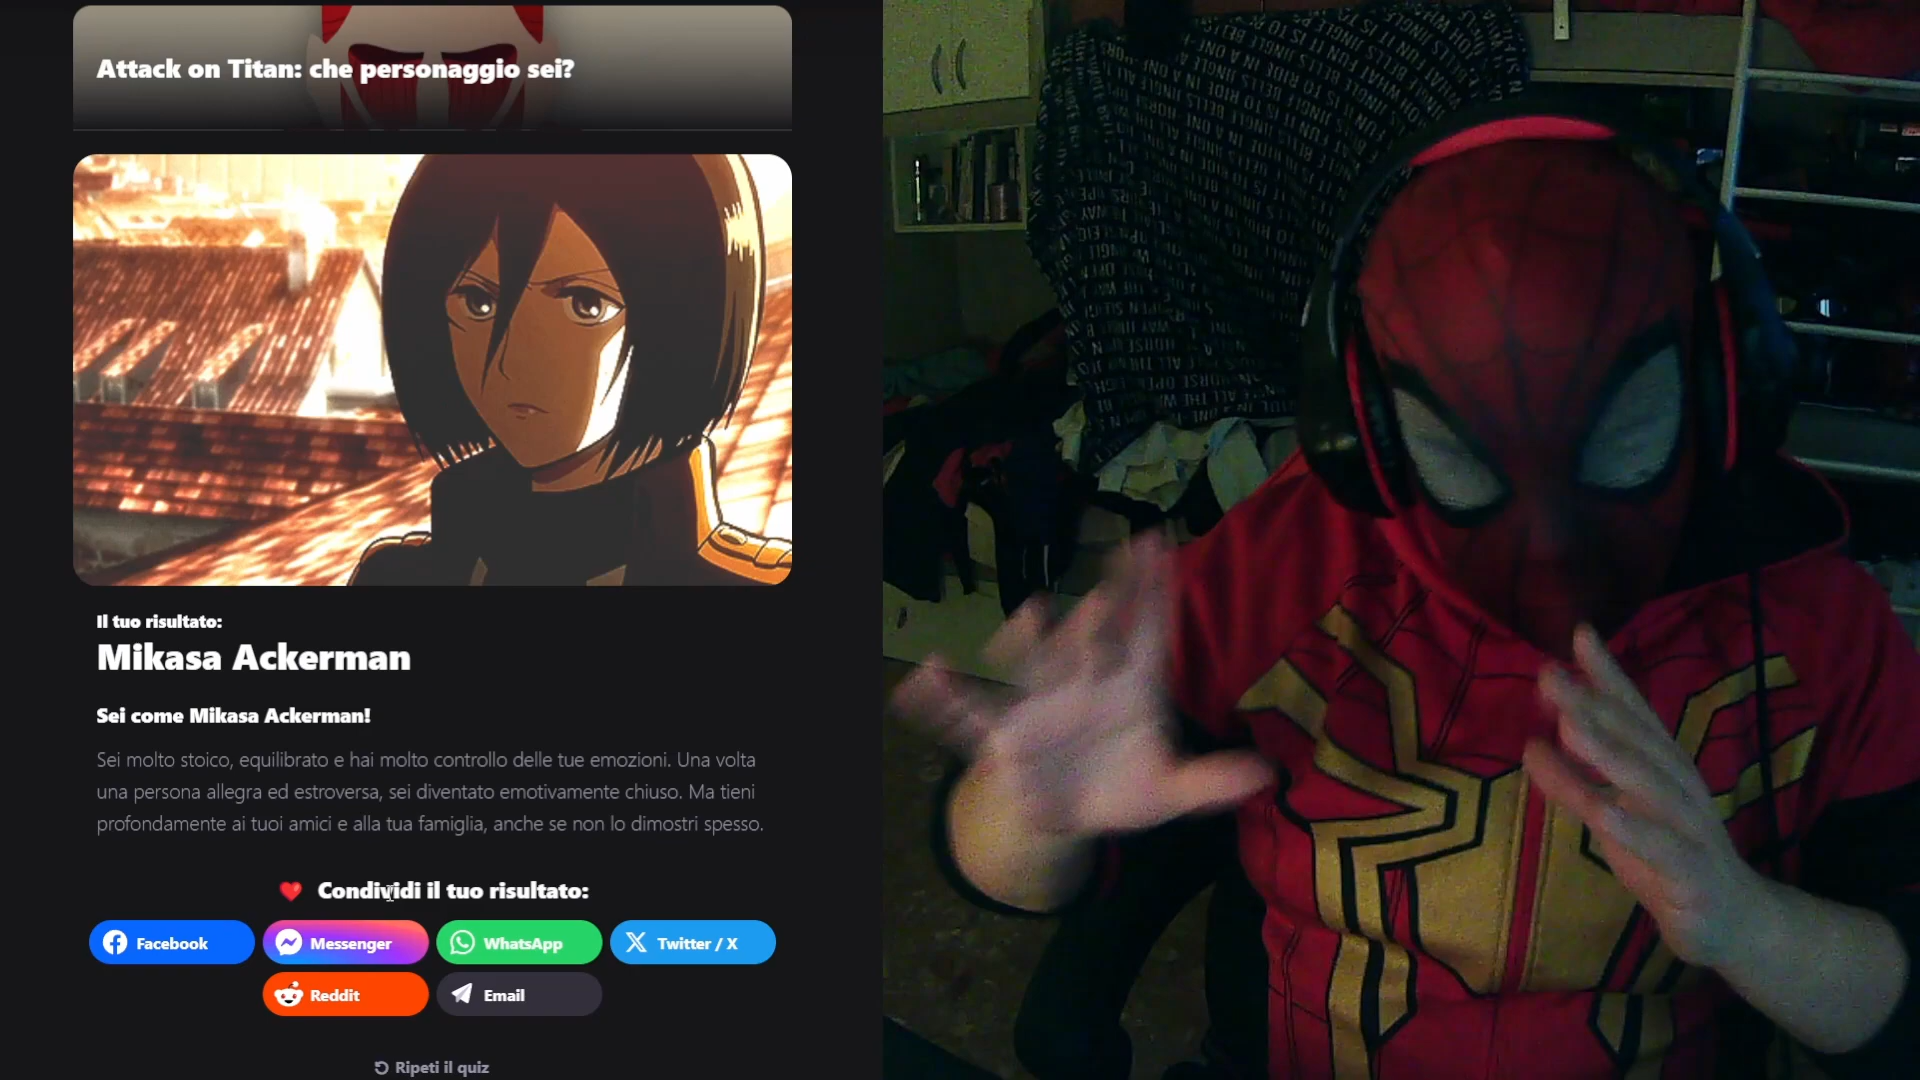 Attack on Titan: che personaggio sei?
Il tuo risultato:
Mikasa Ackerman
Sei come Mikasa Ackerman!
Sei molto stoico, equilibrato e hai molto controllo delle tue emozioni. Una volta
una persona allegra ed estroversa, sei diventato emotivamente chiuso. Ma tieni
profondamente ai tuoi amici e alla tua famiglia, anche se non lo dimostri spesso.
Condividi il tuo risultato:
Facebook
Messenger
WhatsApp
Twitter / X
Reddit
Email
Ripeti il quiz